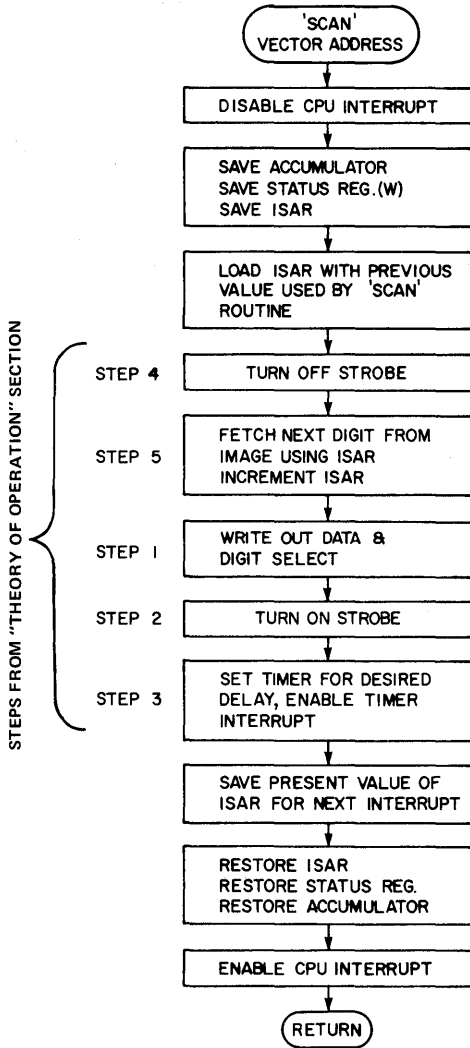 'SCAN'
VECTOR ADDRESS
DISABLE CPU INTERRUPT
SAVE ACCUMULATOR
SAVE STATUS REG.(W)
SAVE ISAR
LOAD ISAR WITH PREVIOUS
VALUE USED BY 'SCAN'
ROUTINE
STEPS FROM "THEORY OF OPERATION" SECTION
STEP 4
TURN OFF STROBE
STEP 5
FETCH NEXT DIGIT FROM
IMAGE USING ISAR
INCREMENT ISAR
STEP 1
WRITE OUT DATA &
DIGIT SELECT
STEP 2
TURN ON STROBE
STEP 3
SET TIMER FOR DESIRED
DELAY, ENABLE TIMER
INTERRUPT
SAVE PRESENT VALUE OF
ISAR FOR NEXT INTERRUPT
RESTORE ISAR
RESTORE STATUS REG.
RESTORE ACCUMULATOR
ENABLE CPU INTERRUPT
RETURN